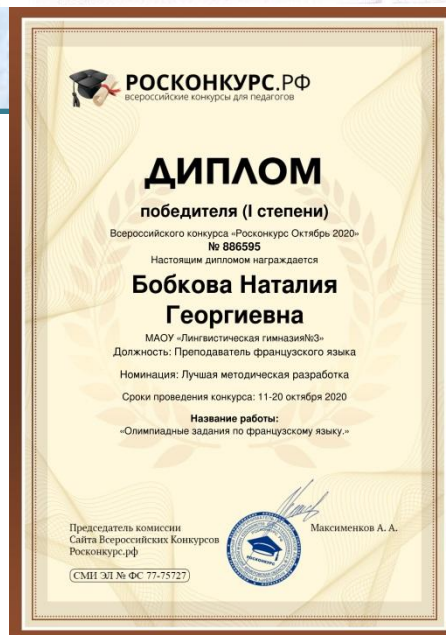 РОСКОНКУРС.РФ
всероссийские конкурсы для педагогов
ДИПЛОМ
победителя (I степени)
Всероссийского конкурса «Росконкурс Октябрь 2020»
№ 886595
Настоящим дипломом награждается
Бобкова Наталия
Георгиевна
МАОУ «Лингвистическая гимназия№3»
Должность: Преподаватель французского языка
Номинация: Лучшая методическая разработка
Сроки проведения конкурса: 11-20 октября 2020
Название работы:
«Олимпиадные задания по французскому языку.»
Председатель комиссии
Сайта Всероссийских Конкурсов
Росконкурс.рф
Максименков А. А.
РОСКОНКУРС
СМИ ЭЛ № ФС 77-75727